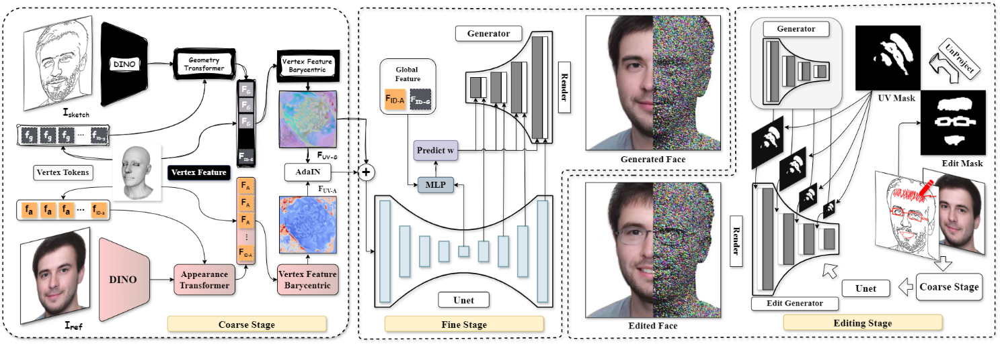 DINO
Geometry
Transformer
Vertex Feature
Barycentric
I_sketch
F_G
F_G
F_G
F_ID-G
f_g f_g f_g ... f_ID-g
Vertex Tokens
Vertex Feature
F_UV-G
AdaIN
F_UV-A
f_a f_a f_a ... f_ID-a
F_A
F_A
F_A
⋮
F_ID-A
DINO
Appearance
Transformer
Vertex Feature
Barycentric
I_ref
Coarse Stage
+
Generator
Global
Feature
F_ID-A F_ID-G
Render
Predict w
MLP
Unet
Fine Stage
Generated Face
Edited Face
Generator
UnProject
UV Mask
Edit Mask
Render
Edit Generator
Unet
Coarse Stage
Editing Stage